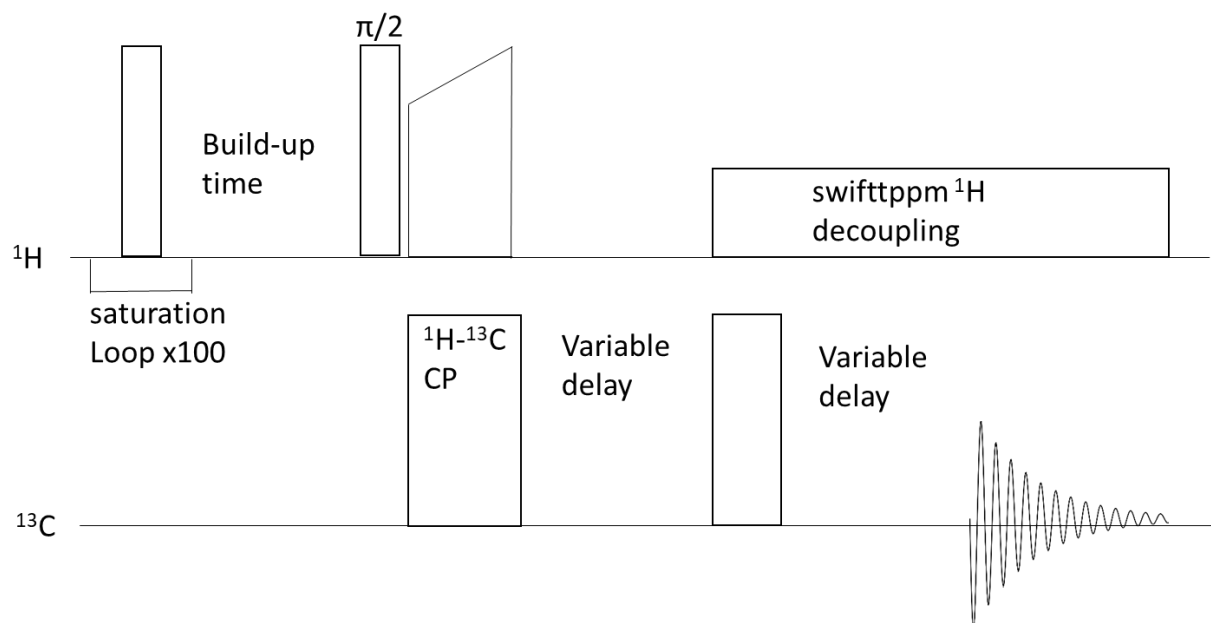 π/2
Build-up
time
swifttppm ¹H
decoupling
¹H
saturation
Loop x100
¹H-¹³C
CP
Variable
delay
Variable
delay
¹³C